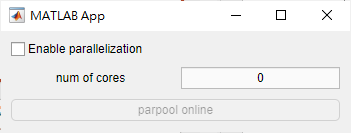 MATLAB App
Enable parallelization
num of cores 0
parpool online